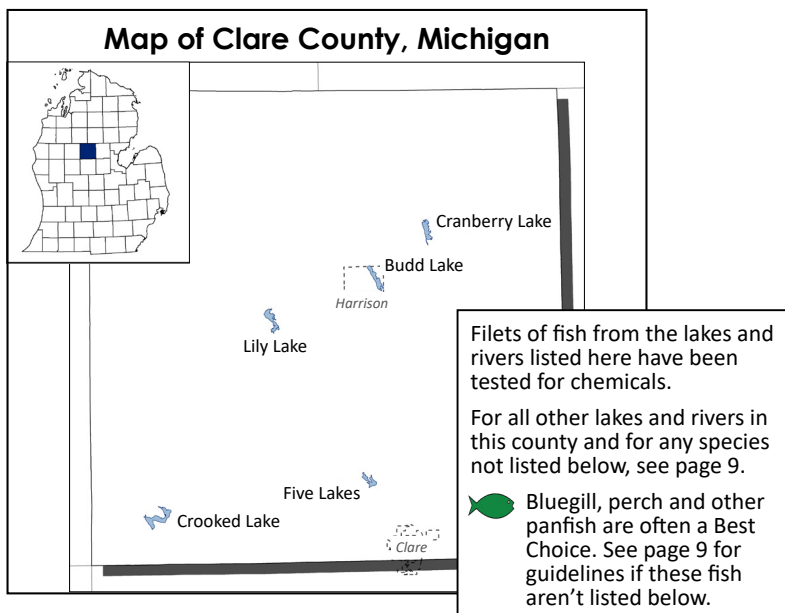 Map of Clare County, Michigan
Cranberry Lake
Budd Lake
Harrison
Lily Lake
Five Lakes
Crooked Lake
Clare
Filets of fish from the lakes and
rivers listed here have been
tested for chemicals.
For all other lakes and rivers in
this county and for any species
not listed below, see page 9.
Bluegill, perch and other
panfish are often a Best
Choice. See page 9 for
guidelines if these fish
aren’t listed below.